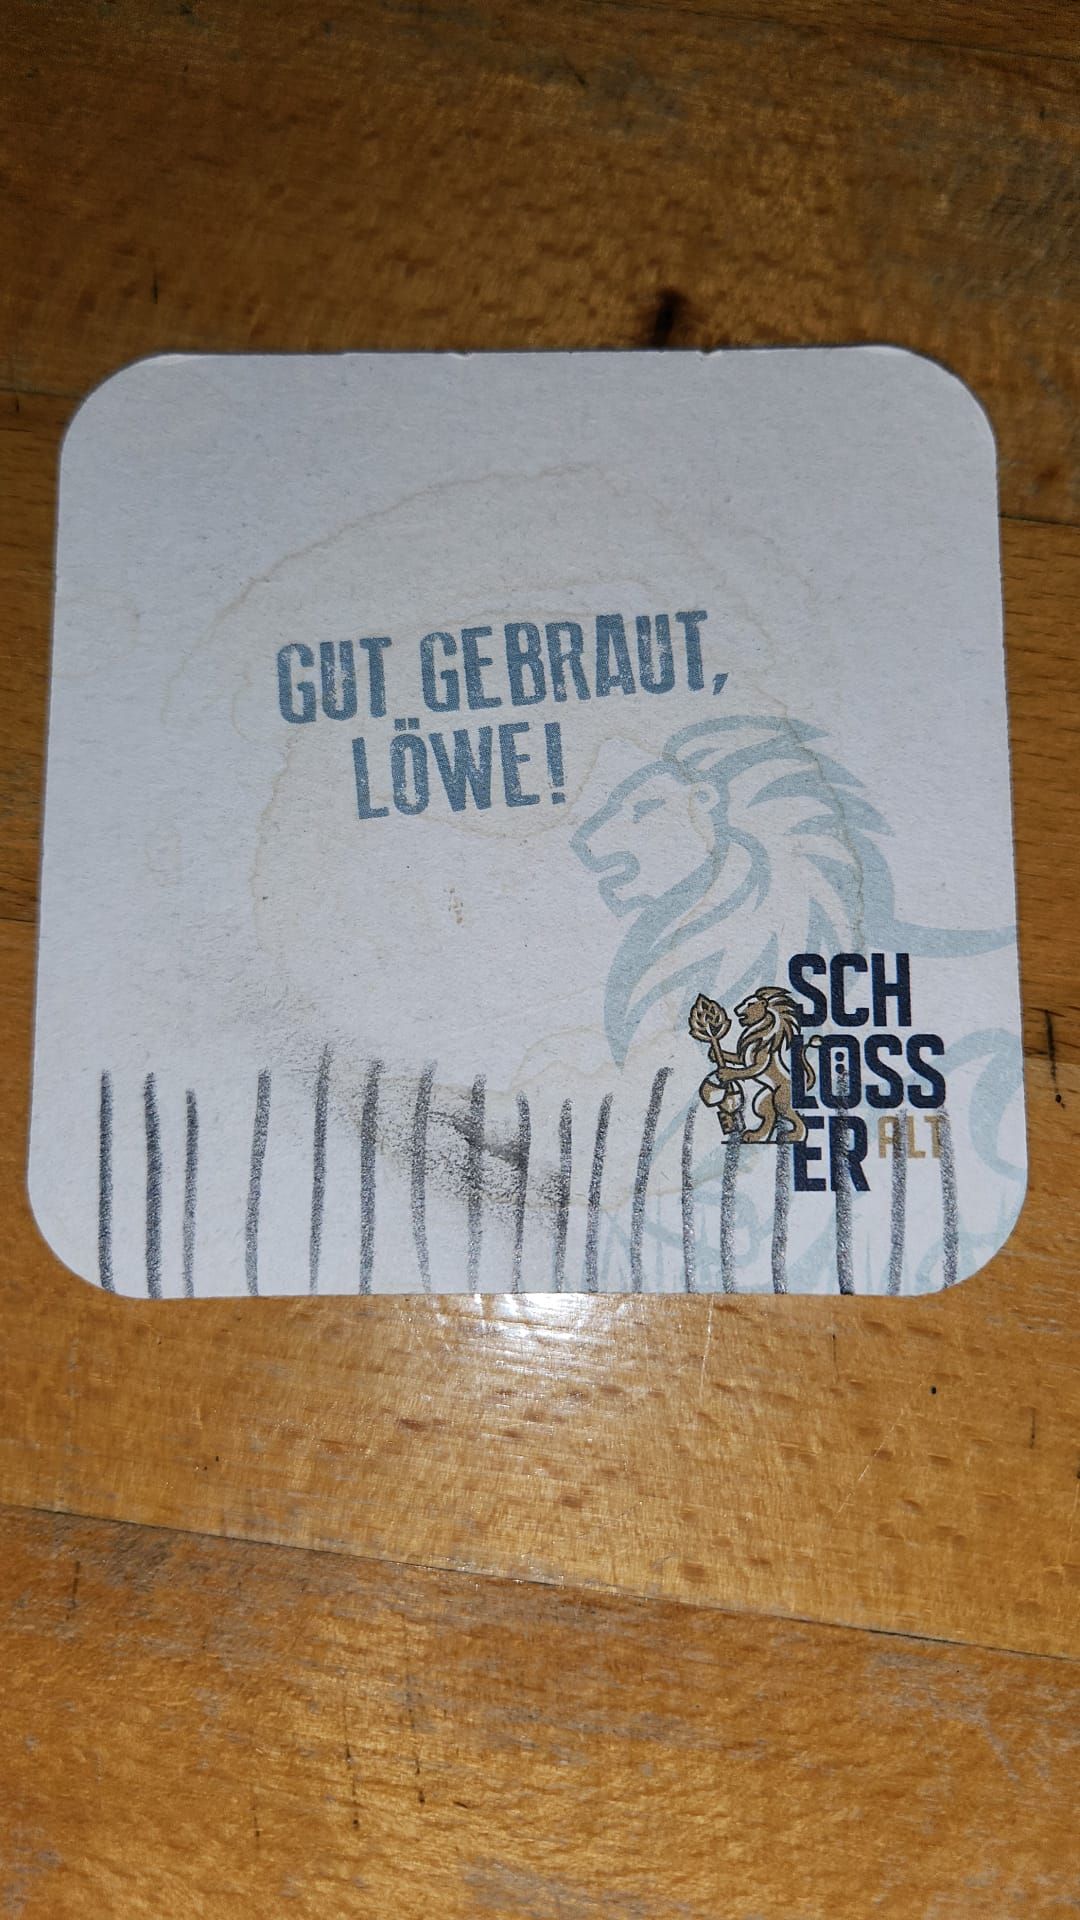 GUT GEBRAUT,
LÖWE!
SCH
LÖSS
ER ALT